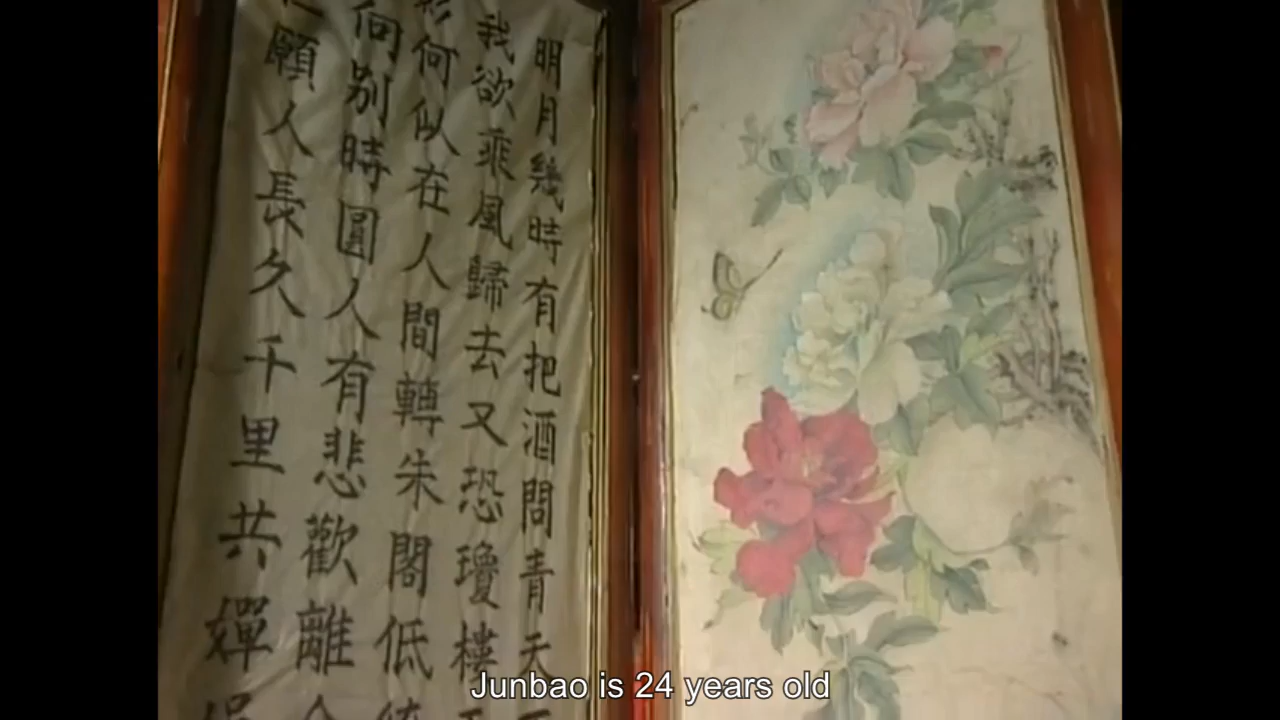 明月幾時有把酒問青天
我欲乘風歸去又恐瓊樓
何似在人間轉朱閣低
向別時圓人有悲歡離
願人長久千里共嬋
Junbao is 24 years old